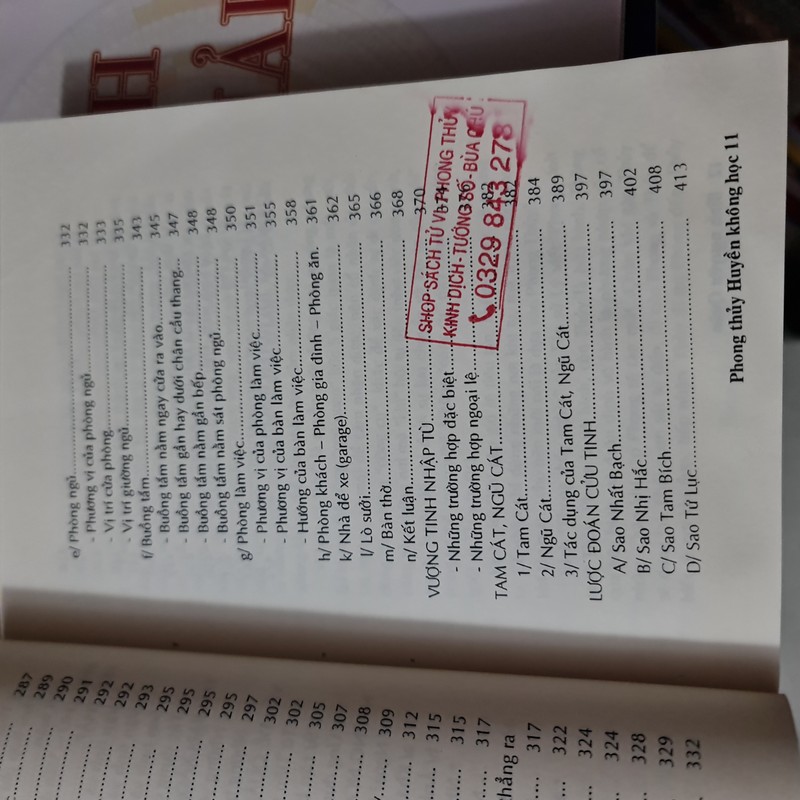 287
289
290
291
292
292
293
295
295
295
295
297
302
302
305
307
308
309
312
315
315
317
thẳng ra
317
322
324
324
328
329
332
e/ Phòng ngủ 332
- Phương vị của phòng ngủ 332
- Vị trí cửa phòng 333
- Vị trí giường ngủ 335
f/ Buồng tắm 343
- Buồng tắm nằm ngay cửa ra vào 345
- Buồng tắm gần hay dưới chân cầu thang 347
- Buồng tắm nằm gần bếp 348
- Buồng tắm nằm sát phòng ngủ 348
g/ Phòng làm việc 350
- Phương vị của phòng làm việc 351
- Phương vị của bàn làm việc 355
- Hướng của bàn làm việc 358
h/ Phòng khách – Phòng gia đình – Phòng ăn. 361
k/ Nhà để xe (garage) 362
l/ Lò sưởi 365
m/ Bàn thờ 366
n/ Kết luận 368
VƯỢNG TINH NHẬP TÙ 370
- Những trường hợp đặc biệt 374
- Những trường hợp ngoại lệ 376
TAM CÁT, NGŨ CÁT 382
1/ Tam Cát 382
2/ Ngũ Cát 384
3/ Tác dụng của Tam Cát, Ngũ Cát 389
LƯỢC ĐOÁN CỬU TINH 397
A/ Sao Nhất Bạch 397
B/ Sao Nhị Hắc 402
C/ Sao Tam Bích 408
D/ Sao Tứ Lục 413
Phong thủy Huyền không học 11
SHOP SÁCH TỬ VI - PHONG THỦY
KINH DỊCH - TƯỚNG SỐ - BÙA CHÚ
0329 843 278